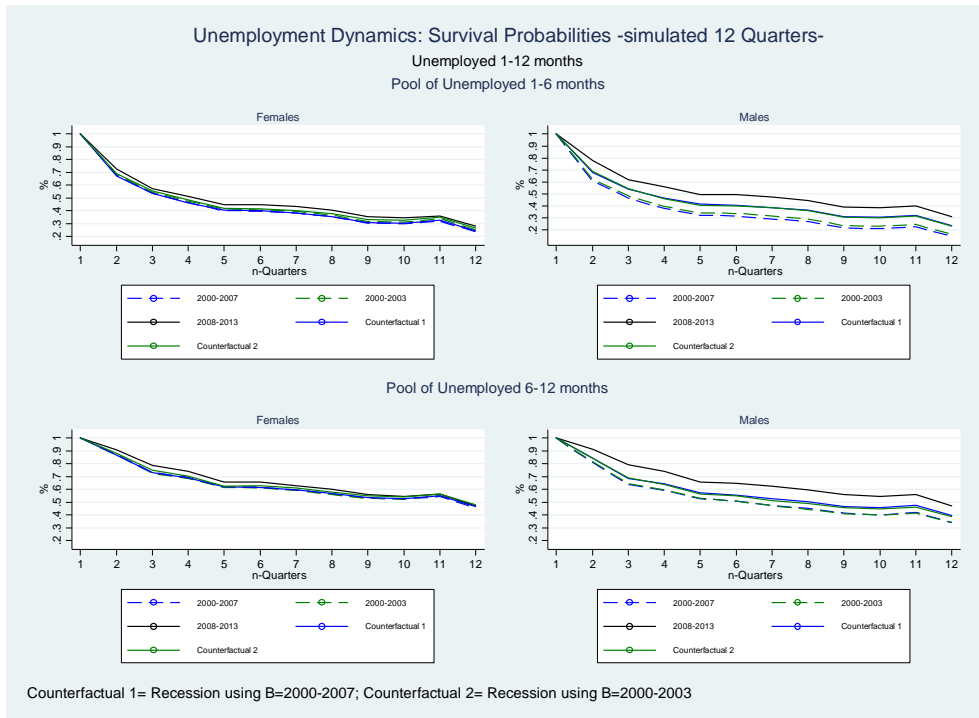 Unemployment Dynamics: Survival Probabilities -simulated 12 Quarters-
Unemployed 1-12 months
Pool of Unemployed 1-6 months
Females
%
.2 .3 .4 .5 .6 .7 .8 .9 1
1 2 3 4 5 6 7 8 9 10 11 12
n-Quarters
2000-2007 2000-2003
2008-2013 Counterfactual 1
Counterfactual 2
Males
%
.2 .3 .4 .5 .6 .7 .8 .9 1
1 2 3 4 5 6 7 8 9 10 11 12
n-Quarters
2000-2007 2000-2003
2008-2013 Counterfactual 1
Counterfactual 2
Pool of Unemployed 6-12 months
Females
%
.2 .3 .4 .5 .6 .7 .8 .9 1
1 2 3 4 5 6 7 8 9 10 11 12
n-Quarters
2000-2007 2000-2003
2008-2013 Counterfactual 1
Counterfactual 2
Males
%
.2 .3 .4 .5 .6 .7 .8 .9 1
1 2 3 4 5 6 7 8 9 10 11 12
n-Quarters
2000-2007 2000-2003
2008-2013 Counterfactual 1
Counterfactual 2
Counterfactual 1= Recession using B=2000-2007; Counterfactual 2= Recession using B=2000-2003